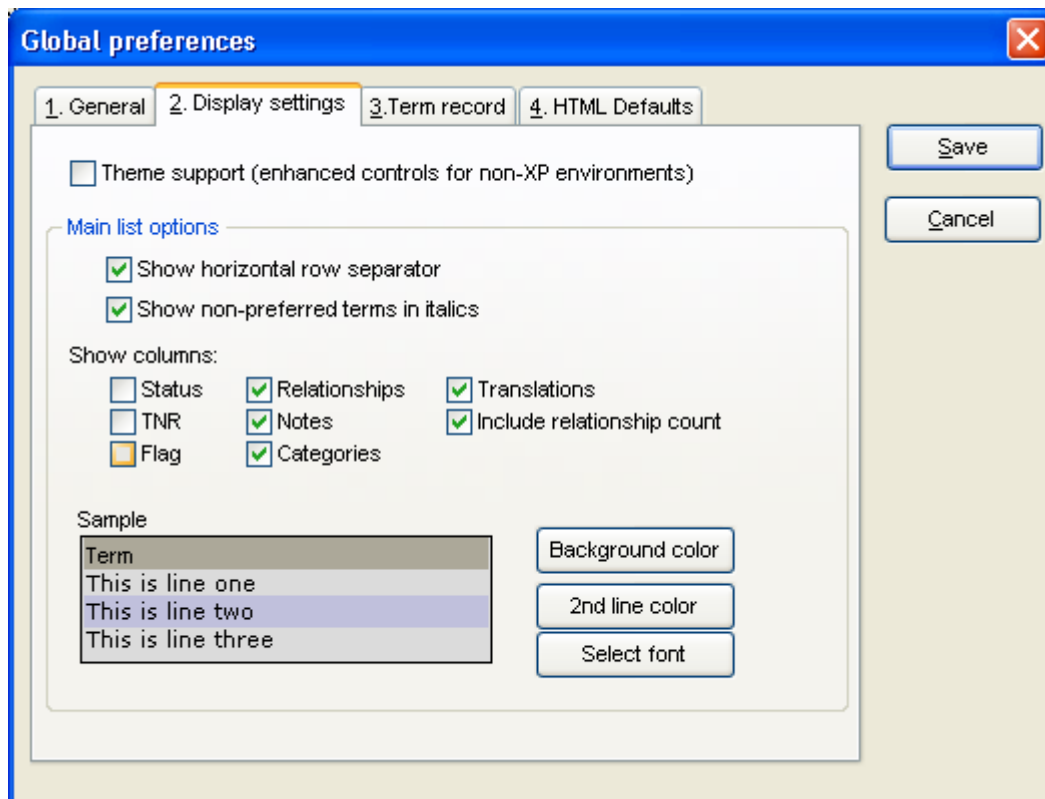 Global preferences
1. General 2. Display settings 3.Term record 4. HTML Defaults
Save
Cancel
Theme support (enhanced controls for non-XP environments)
Main list options
Show horizontal row separator
Show non-preferred terms in italics
Show columns:
Status Relationships Translations
TNR Notes Include relationship count
Flag Categories
Sample
Term
This is line one
This is line two
This is line three
Background color
2nd line color
Select font